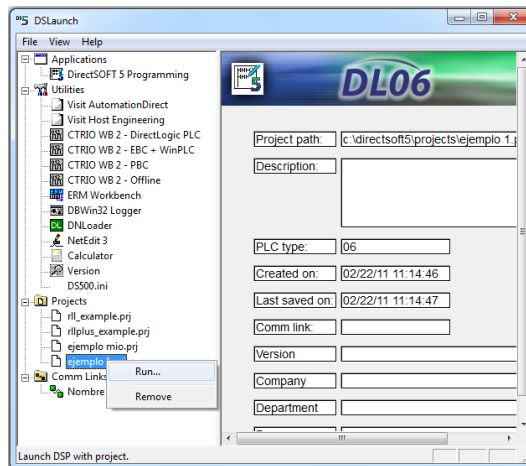 DSLaunch
File View Help
Applications
DirectSOFT 5 Programming
Utilities
Visit AutomationDirect
Visit Host Engineering
CTRIO WB 2 - DirectLogic PLC
CTRIO WB 2 - EBC + WinPLC
CTRIO WB 2 - PBC
CTRIO WB 2 - Offline
ERM Workbench
DBWin32 Logger
DNLoader
NetEdit 3
Calculator
Version
DS500.ini
Projects
rll_example.prj
rllplus_example.prj
ejemplo mio.prj
ejemplo
Comm Links
Nombre
Run...
Remove
5
DL06
Project path: c:\directsoft5\projects\ejemplo 1.p
Description:
PLC type: 06
Created on: 02/22/11 11:14:46
Last saved on: 02/22/11 11:14:47
Comm link:
Version
Company
Department
Launch DSP with project.